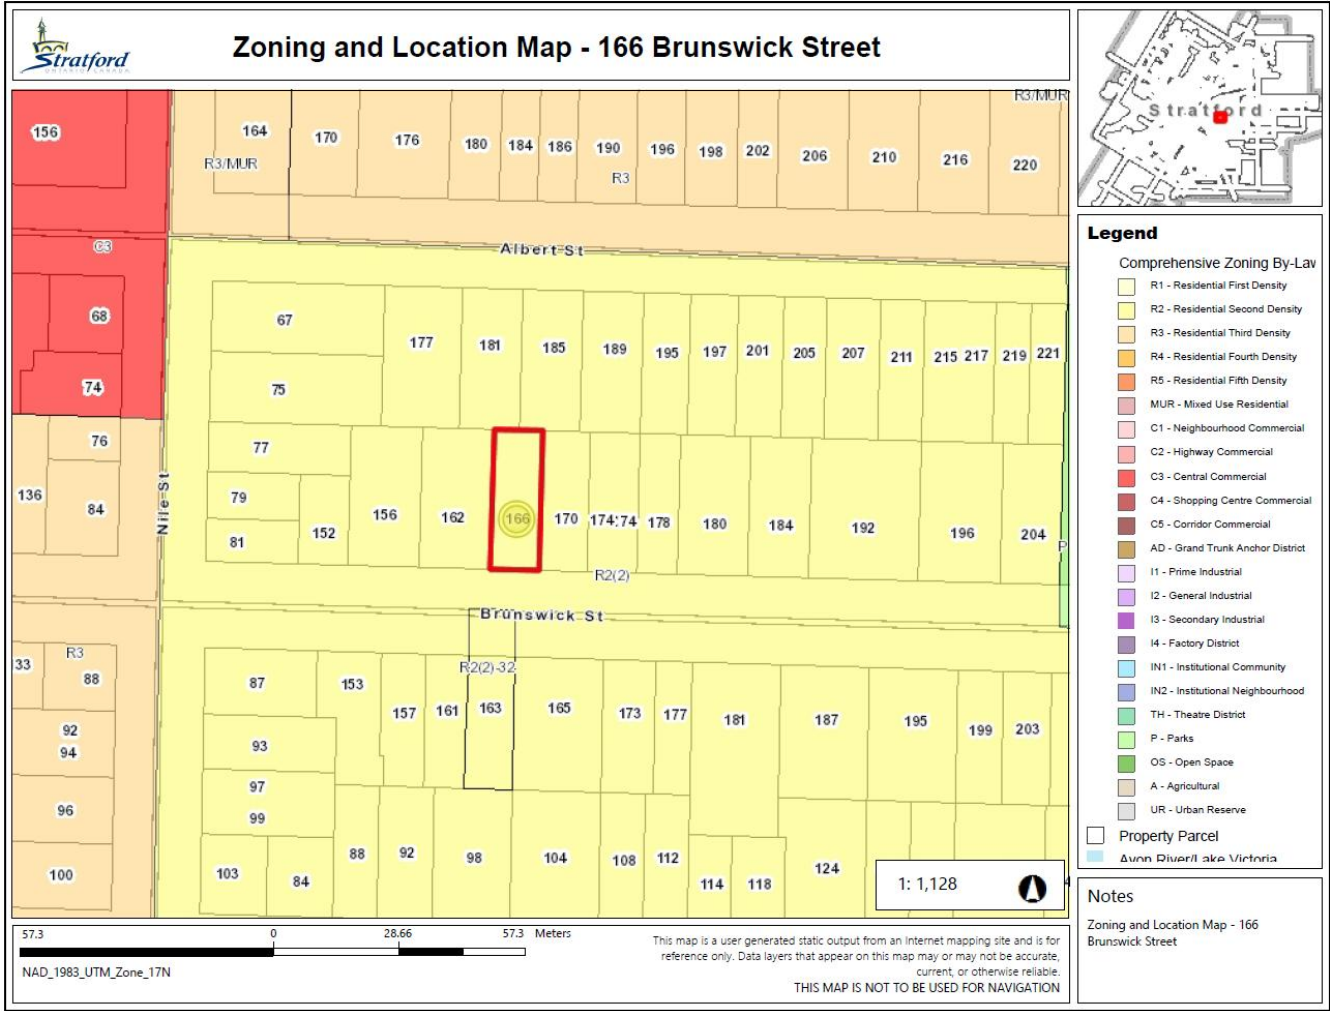 Stratford
ONTARIO CANADA
Zoning and Location Map - 166 Brunswick Street
Stratford
R3/MUR
156
164
170
176
180
184
186
190
196
198
202
206
210
216
220
R3/MUR
R3
C3
Albert St
68
67
177
181
185
189
195
197
201
205
207
211
215
217
219
221
74
75
76
77
136
84
79
81
152
156
162
166
170
174
178
180
184
192
196
204
P
Nile St
R2(2)
Brunswick St
33
R3
88
R2(2)-32
87
153
157
161
163
165
173
177
181
187
195
199
203
92
94
93
96
97
99
100
103
84
88
92
98
104
108
112
114
118
124
1: 1,128
Legend
Comprehensive Zoning By-Law
R1 - Residential First Density
R2 - Residential Second Density
R3 - Residential Third Density
R4 - Residential Fourth Density
R5 - Residential Fifth Density
MUR - Mixed Use Residential
C1 - Neighbourhood Commercial
C2 - Highway Commercial
C3 - Central Commercial
C4 - Shopping Centre Commercial
C5 - Corridor Commercial
AD - Grand Trunk Anchor District
I1 - Prime Industrial
I2 - General Industrial
I3 - Secondary Industrial
I4 - Factory District
IN1 - Institutional Community
IN2 - Institutional Neighbourhood
TH - Theatre District
P - Parks
OS - Open Space
A - Agricultural
UR - Urban Reserve
Property Parcel
Avon River/Lake Victoria
Notes
Zoning and Location Map - 166
Brunswick Street
57.3 0 28.66 57.3 Meters
NAD_1983_UTM_Zone_17N
This map is a user generated static output from an Internet mapping site and is for
reference only. Data layers that appear on this map may or may not be accurate,
current, or otherwise reliable.
THIS MAP IS NOT TO BE USED FOR NAVIGATION